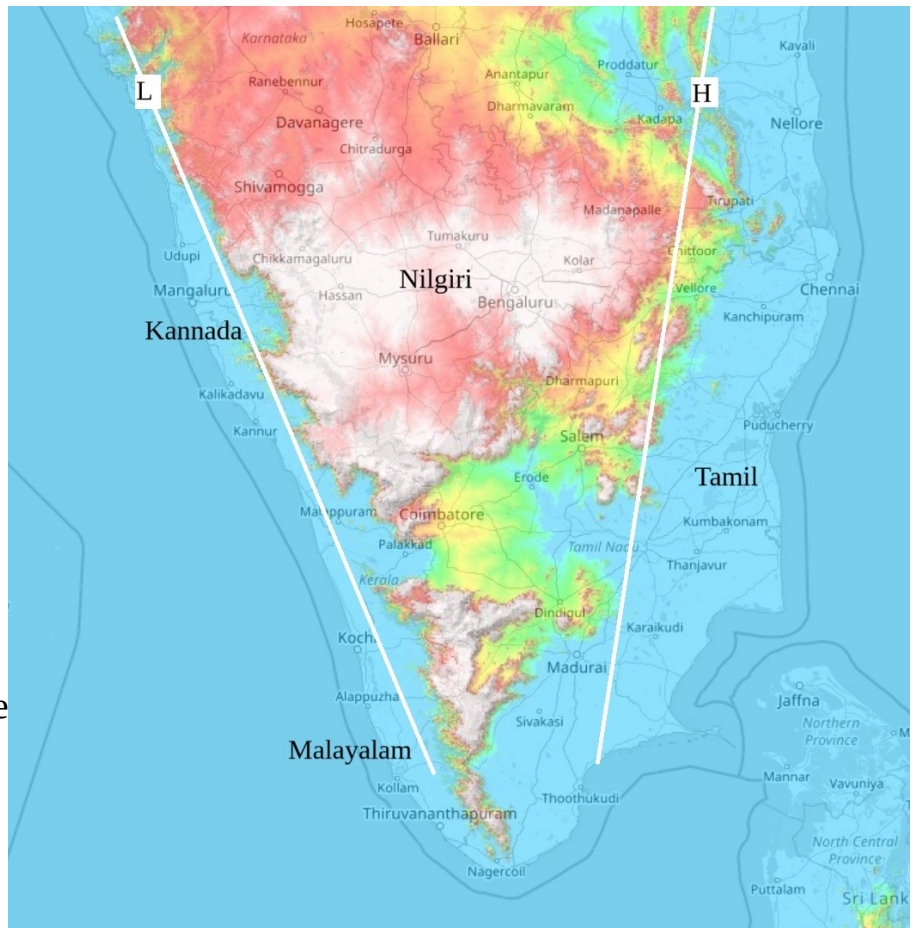 Hosapete
Karnataka
Ballari
Kavali
Proddatur
Anantapur
Ranebennur
L
H
Dharmavaram
Kadapa
Davanagere
Nellore
Chitradurga
Shivamogga
Tirupati
Madanapalle
Tumakuru
Udupi
Chikkamagaluru
Kolar
Chittoor
Nilgiri
Mangaluru
Hassan
Bengaluru
Vellore
Chennai
Kanchipuram
Kannada
Mysuru
Dharmapuri
Kalikadavu
Kannur
Puducherry
Salem
Erode
Tamil
Malappuram
Coimbatore
Kumbakonam
Palakkad
Tamil Nadu
Thanjavur
Kerala
Dindigul
Karaikudi
Kochi
Madurai
Alappuzha
Jaffna
e
Sivakasi
Northern
Province
M
Malayalam
Mannar
Vavuniya
Kollam
Thoothukudi
T
Thiruvananthapuram
North Central
Province
Nagercoil
Puttalam
Sri Lank